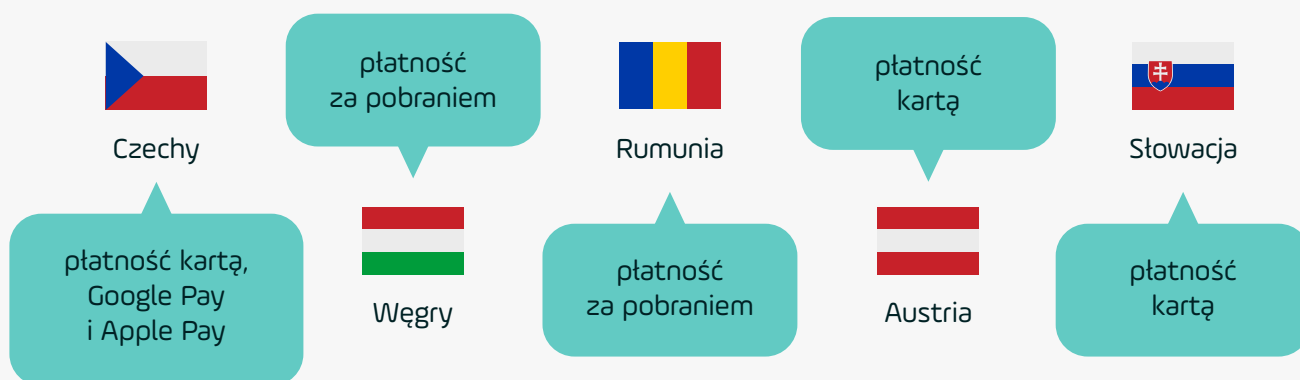 Czechy
płatność kartą,
Google Pay
i Apple Pay
płatność
za pobraniem
Węgry
Rumunia
płatność
za pobraniem
płatność
kartą
Austria
Słowacja
płatność
kartą